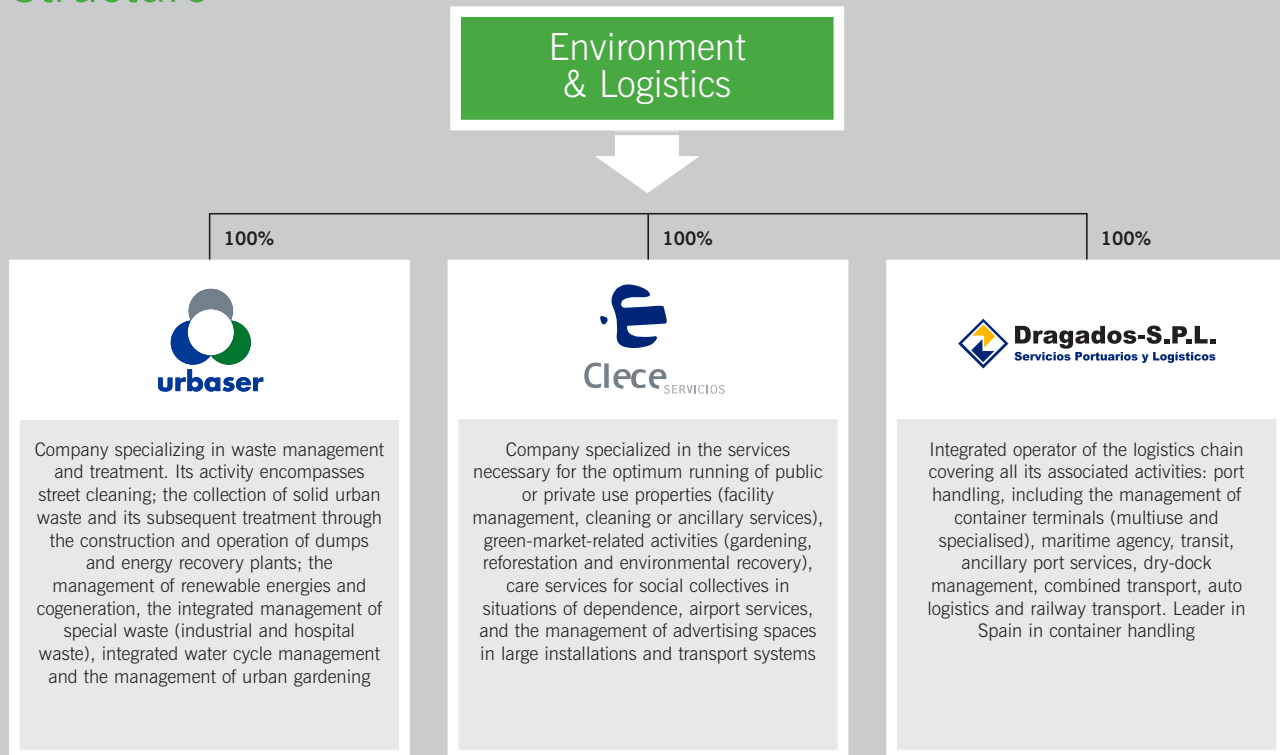 Structure
Environment
& Logistics
100%
100%
100%
urbaser
Company specializing in waste management
and treatment. Its activity encompasses
street cleaning; the collection of solid urban
waste and its subsequent treatment through
the construction and operation of dumps
and energy recovery plants; the
management of renewable energies and
cogeneration, the integrated management of
special waste (industrial and hospital
waste), integrated water cycle management
and the management of urban gardening
Clece SERVICIOS
Company specialized in the services
necessary for the optimum running of public
or private use properties (facility
management, cleaning or ancillary services),
green-market-related activities (gardening,
reforestation and environmental recovery),
care services for social collectives in
situations of dependence, airport services,
and the management of advertising spaces
in large installations and transport systems
Dragados-S.P.L.
Servicios Portuarios y Logísticos
Integrated operator of the logistics chain
covering all its associated activities: port
handling, including the management of
container terminals (multiuse and
specialised), maritime agency, transit,
ancillary port services, dry-dock
management, combined transport, auto
logistics and railway transport. Leader in
Spain in container handling